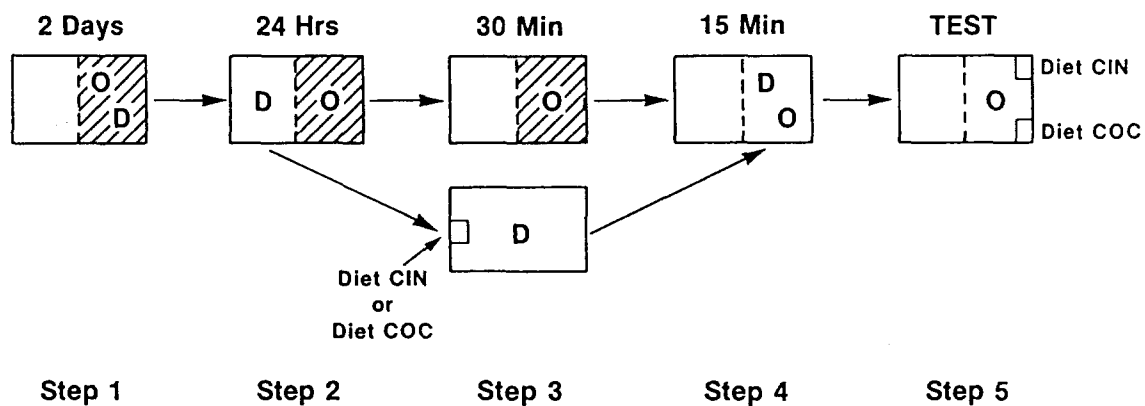 2 Days
24 Hrs
30 Min
15 Min
TEST
O
D
D
O
O
D
O
O
Diet CIN
Diet COC
D
Diet CIN
or
Diet COC
Step 1
Step 2
Step 3
Step 4
Step 5